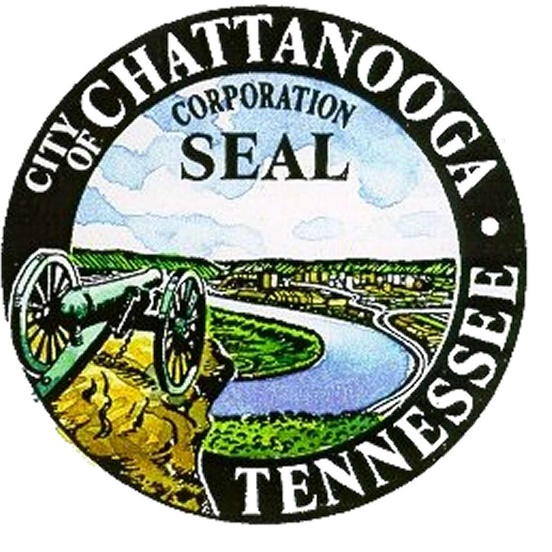 CITY
OF
CHATTANOOGA
CORPORATION
SEAL
• TENNESSEE